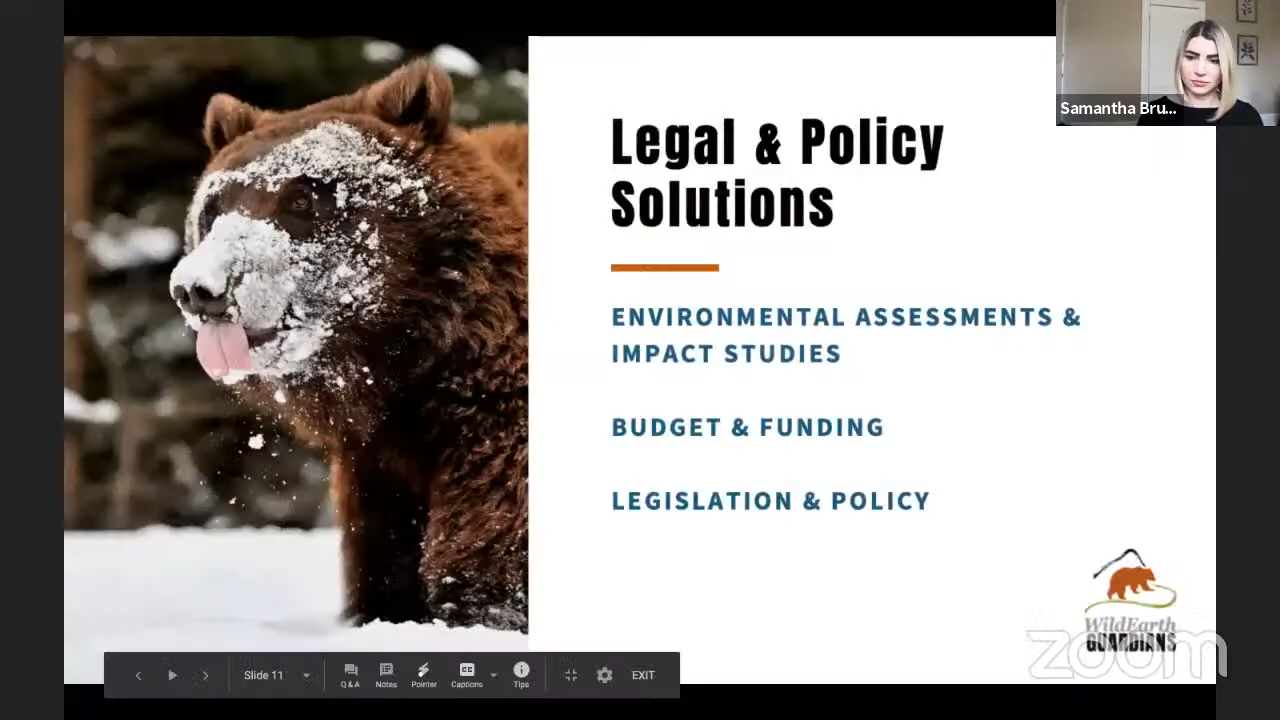 Samantha Bru...
Legal & Policy
Solutions
ENVIRONMENTAL ASSESSMENTS &
IMPACT STUDIES
BUDGET & FUNDING
LEGISLATION & POLICY
WildEarth
GUARDIANS
zoom
Slide 11
Q & A
Notes
Pointer
CC
Captions
Tips
EXIT